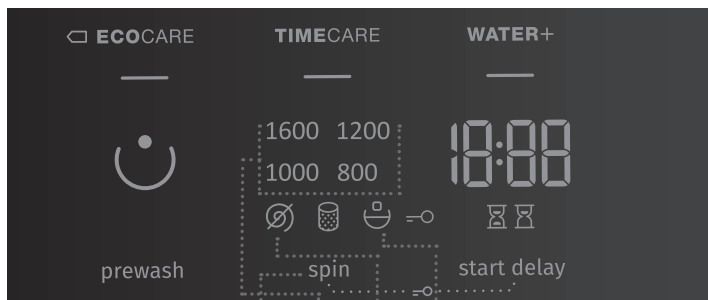 ECOCARE TIMECARE WATER+
1600 1200
1000 800
18:88
prewash spin start delay